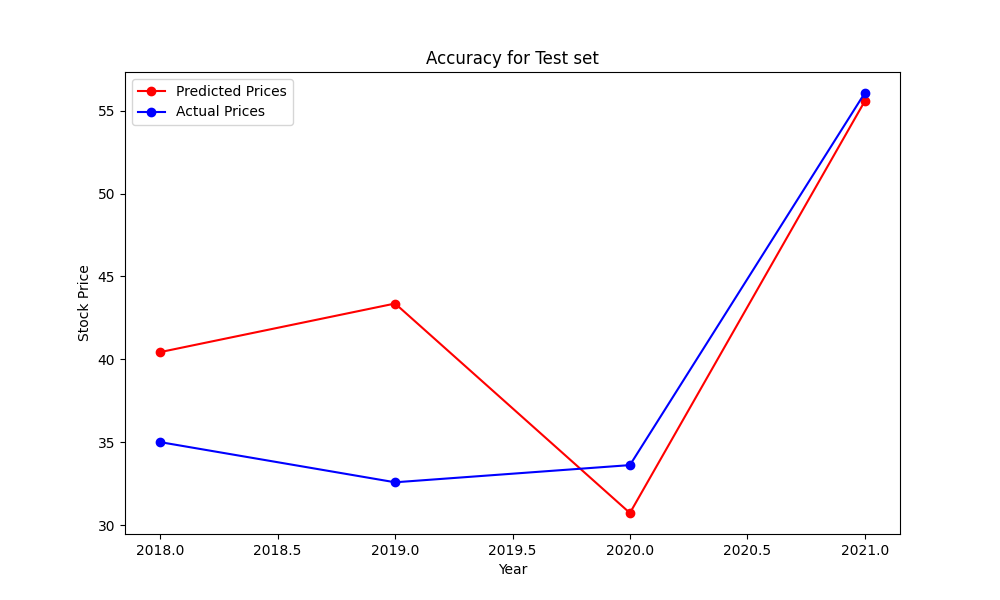 Accuracy for Test set
Predicted Prices
Actual Prices
55
50
45
40
35
30
Stock Price
2018.0 2018.5 2019.0 2019.5 2020.0 2020.5 2021.0
Year